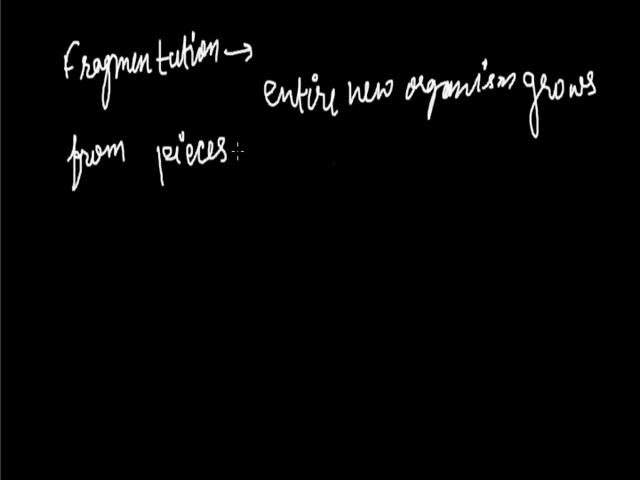 Fragmentation → entire new organism grows
from pieces